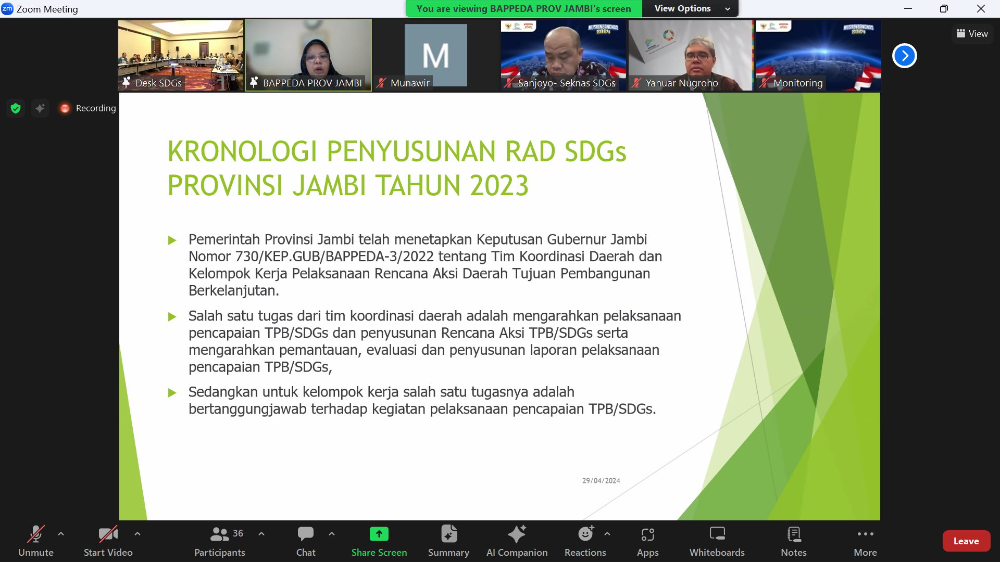 Zoom Meeting
You are viewing BAPPEDA PROV JAMBI's screen
View Options
View
Desk SDGs
BAPPEDA PROV JAMBI
M
Munawir
MUSRENBANGNAS
2024
Sanjoyo- Seknas SDGs
Yanuar Nugroho
MUSRENBANGNAS
2024
Monitoring
Recording
KRONOLOGI PENYUSUNAN RAD SDGs
PROVINSI JAMBI TAHUN 2023
Pemerintah Provinsi Jambi telah menetapkan Keputusan Gubernur Jambi
Nomor 730/KEP.GUB/BAPPEDA-3/2022 tentang Tim Koordinasi Daerah dan
Kelompok Kerja Pelaksanaan Rencana Aksi Daerah Tujuan Pembangunan
Berkelanjutan.
Salah satu tugas dari tim koordinasi daerah adalah mengarahkan pelaksanaan
pencapaian TPB/SDGs dan penyusunan Rencana Aksi TPB/SDGs serta
mengarahkan pemantauan, evaluasi dan penyusunan laporan pelaksanaan
pencapaian TPB/SDGs,
Sedangkan untuk kelompok kerja salah satu tugasnya adalah
bertanggungjawab terhadap kegiatan pelaksanaan pencapaian TPB/SDGs.
29/04/2024
Unmute
Start Video
36
Participants
Chat
Share Screen
Summary
AI Companion
Reactions
Apps
Whiteboards
Notes
More
Leave
zm